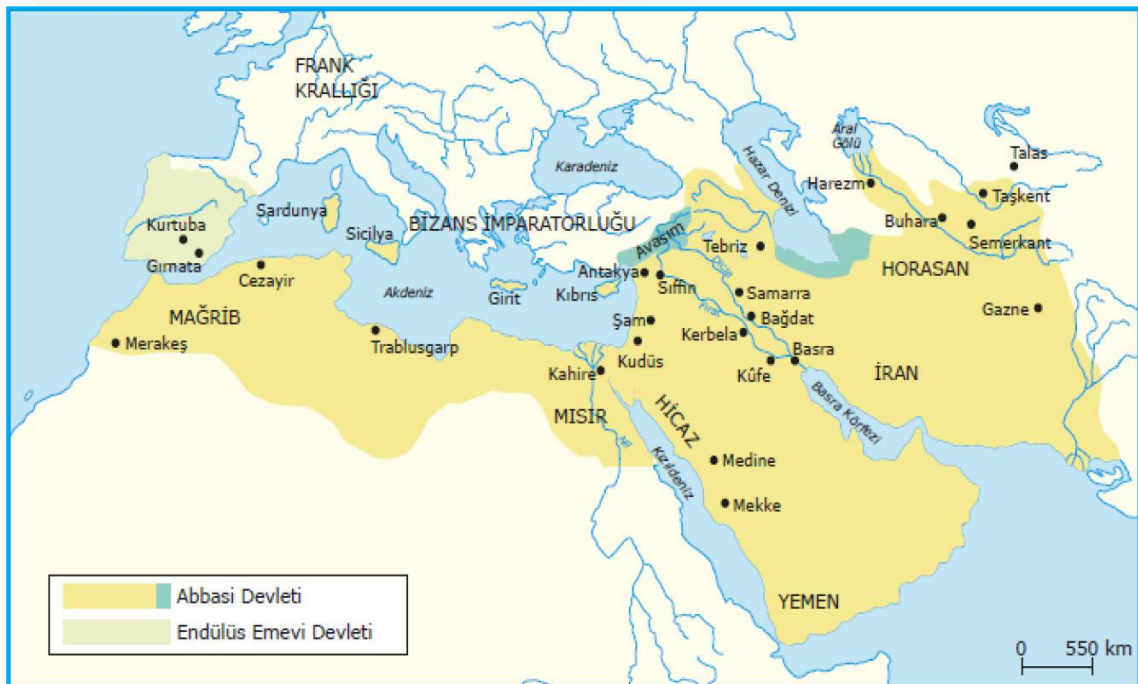 FRANK
KRALLIĞI
Karadeniz
Hazar Denizi
Aral
Gölü
Talas
Harezm
Taşkent
Buhara
Semerkant
Kurtuba
Gırnata
Sardunya
Sicilya
BİZANS İMPARATORLUĞU
Avasım
Tebriz
HORASAN
Cezayir
Akdeniz
Girit
Kıbrıs
Antakya
Sıffin
Dicle
Fırat
Samarra
Bağdat
Gazne
MAĞRİB
Merakeş
Trablusgarp
Şam
Kerbela
Kudüs
Basra
Kûfe
İRAN
Kahire
MISIR
Nil
HİCAZ
Basra Körfezi
Kızıldeniz
Medine
Mekke
YEMEN
Abbasi Devleti
Endülüs Emevi Devleti
0 550 km